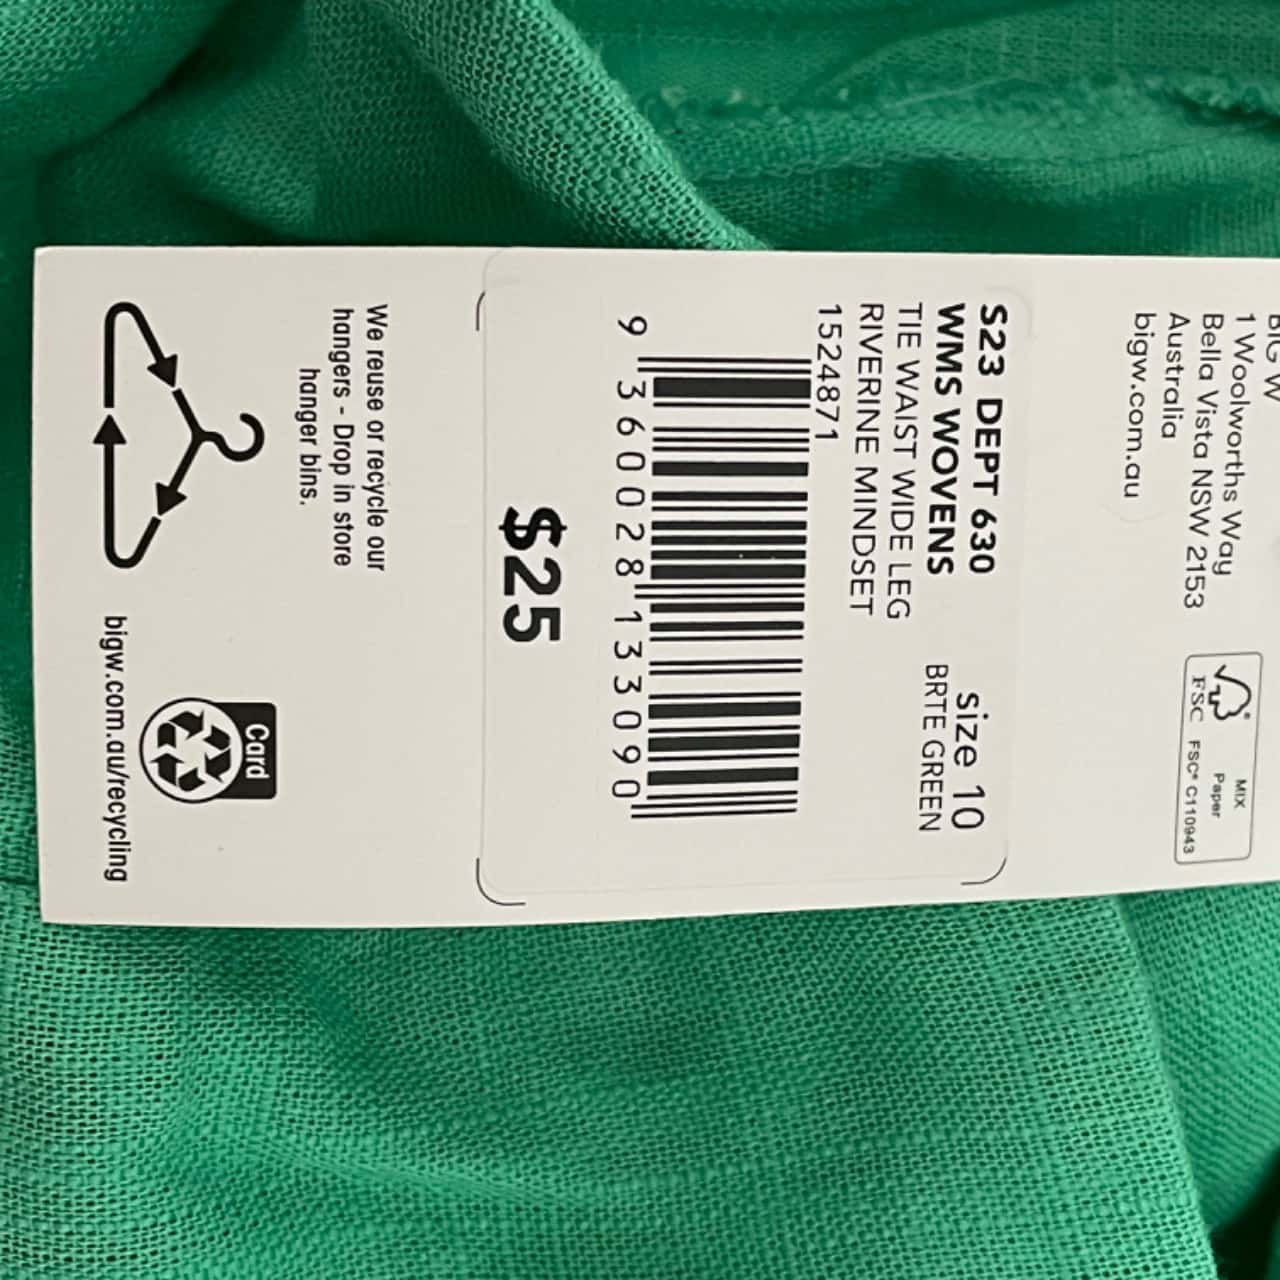 BIG W
1 Woolworths Way
Bella Vista NSW 2153
Australia
bigw.com.au
FSC
MIX
Paper
FSC® C110943
S23 DEPT 630
WMS WOVENS
TIE WAIST WIDE LEG
RIVERINE MINDSET
1524871
size 10
BRTE GREEN
9 360028 133090
$25
We reuse or recycle our
hangers - Drop in store
hanger bins.
Card
bigw.com.au/recycling